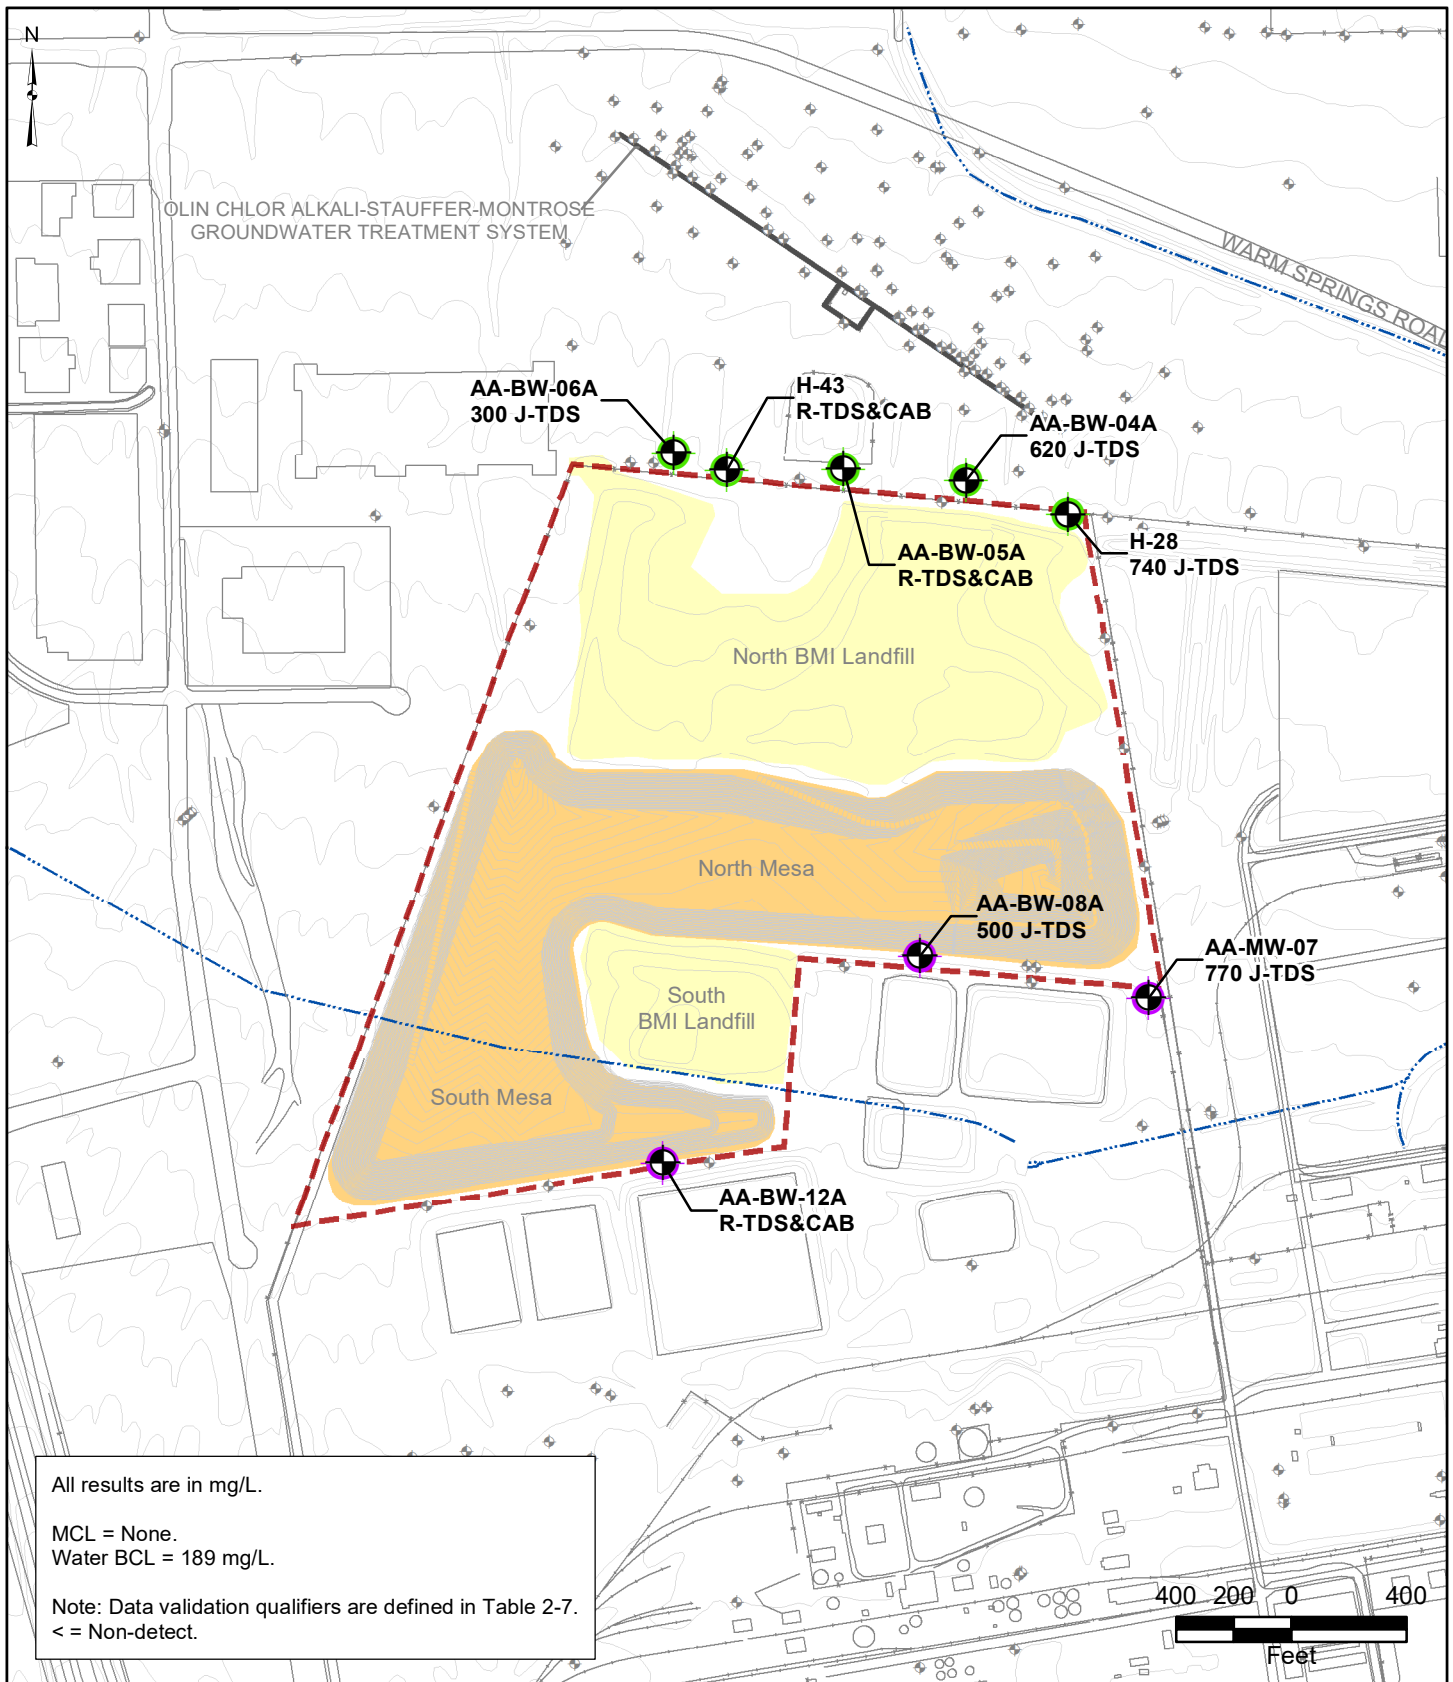 N
OLIN CHLOR ALKALI-STAUFFER-MONTROSE
GROUNDWATER TREATMENT SYSTEM
WARM SPRINGS ROAD
AA-BW-06A
300 J-TDS
H-43
R-TDS&CAB
AA-BW-04A
620 J-TDS
AA-BW-05A
R-TDS&CAB
H-28
740 J-TDS
North BMI Landfill
North Mesa
AA-BW-08A
500 J-TDS
AA-MW-07
770 J-TDS
South
BMI Landfill
South Mesa
AA-BW-12A
R-TDS&CAB
All results are in mg/L.
MCL = None.
Water BCL = 189 mg/L.
Note: Data validation qualifiers are defined in Table 2-7.
< = Non-detect.
400 200 0 400
Feet